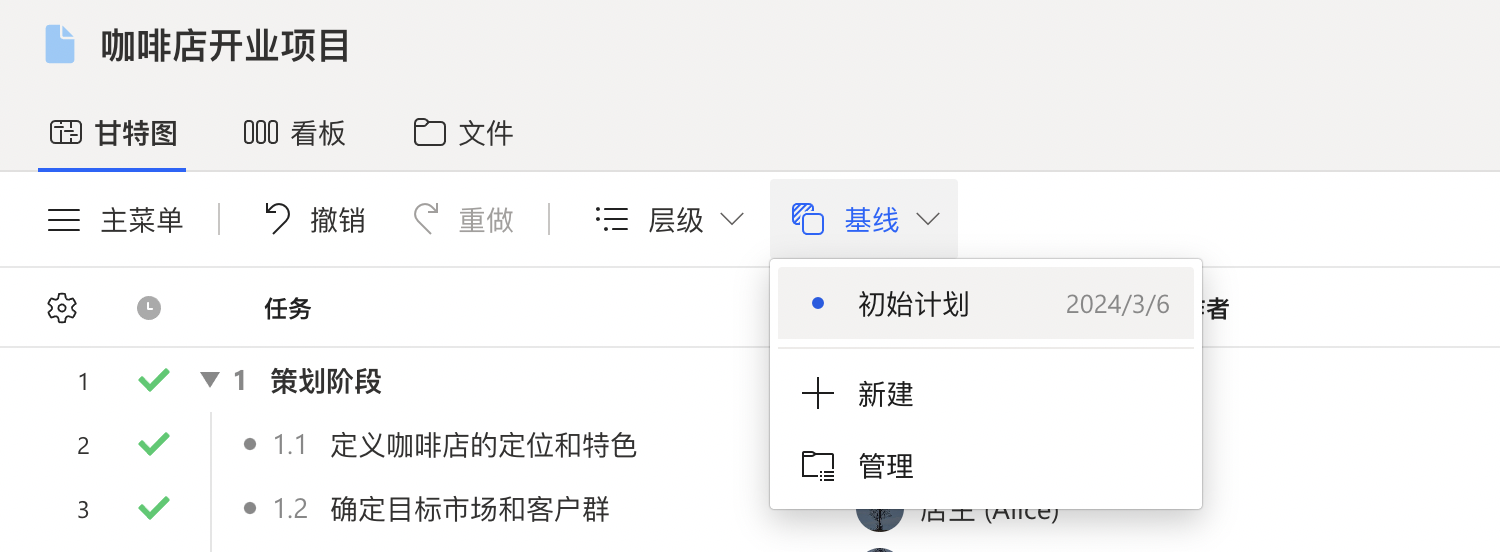 咖啡店开业项目
甘特图 看板 文件
主菜单 撤销 重做 层级 基线
初始计划 2024/3/6
任务 者
1 1 策划阶段
新建
2 1.1 定义咖啡店的定位和特色
管理
3 1.2 确定目标市场和客户群 (Alice)